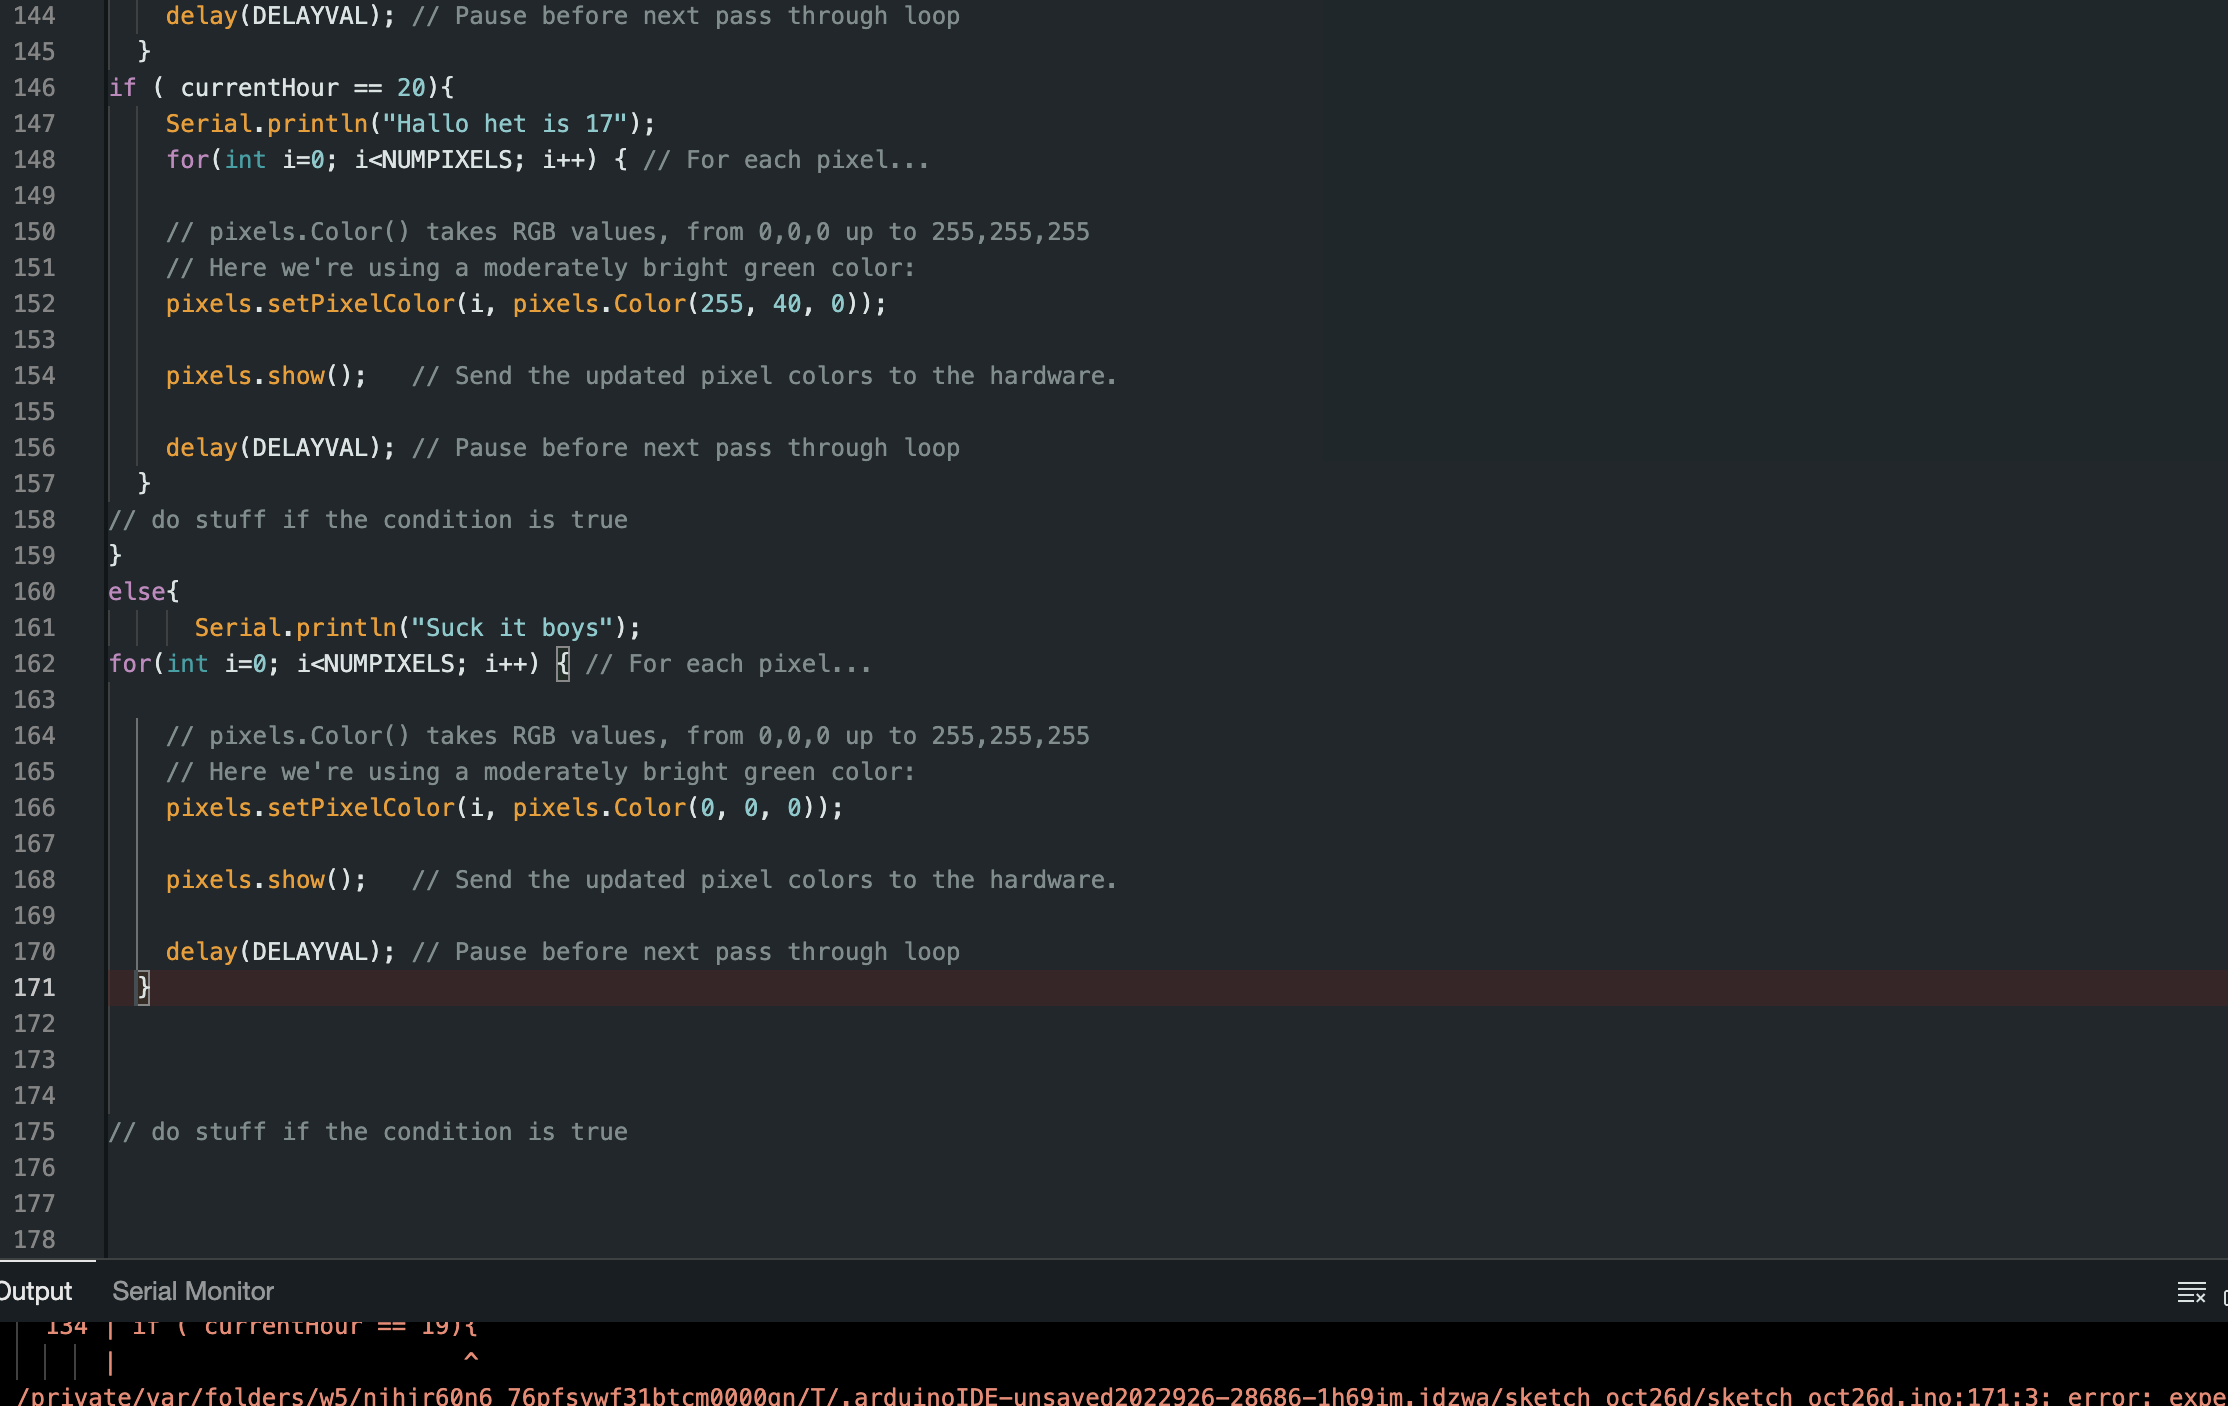 144 delay(DELAYVAL); // Pause before next pass through loop
145 }
146 if ( currentHour == 20){
147 Serial.println("Hallo het is 17");
148 for(int i=0; i<NUMPIXELS; i++) { // For each pixel...
149
150 // pixels.Color() takes RGB values, from 0,0,0 up to 255,255,255
151 // Here we're using a moderately bright green color:
152 pixels.setPixelColor(i, pixels.Color(255, 40, 0));
153
154 pixels.show();   // Send the updated pixel colors to the hardware.
155
156 delay(DELAYVAL); // Pause before next pass through loop
157 }
158 // do stuff if the condition is true
159 }
160 else{
161 Serial.println("Suck it boys");
162 for(int i=0; i<NUMPIXELS; i++) { // For each pixel...
163
164 // pixels.Color() takes RGB values, from 0,0,0 up to 255,255,255
165 // Here we're using a moderately bright green color:
166 pixels.setPixelColor(i, pixels.Color(0, 0, 0));
167
168 pixels.show();   // Send the updated pixel colors to the hardware.
169
170 delay(DELAYVAL); // Pause before next pass through loop
171 }
172
173
174
175 // do stuff if the condition is true
176
177
178
Output Serial Monitor
134 | if ( currentHour == 19){
| ^
/private/var/folders/w5/njhjr60n6_76pfsvwf31btcm0000gn/T/.arduinoIDE-unsaved2022926-28686-1h69im.jdzwa/sketch_oct26d/sketch_oct26d.ino:171:3: error: expe